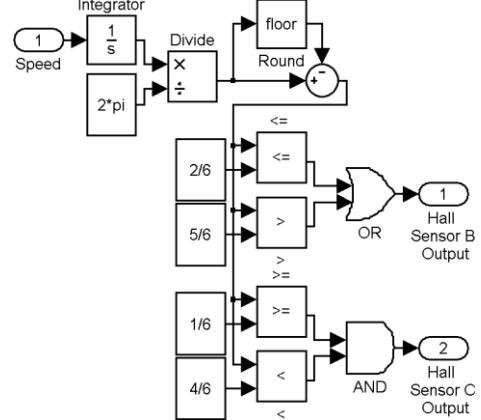 Integrator
1
Speed
1
s
Divide
×
÷
2*pi
floor
Round
+
−
<=
2/6
<=
5/6
>
OR
1
Hall
Sensor B
Output
>
>=
1/6
>=
4/6
<
AND
2
Hall
Sensor C
Output
<